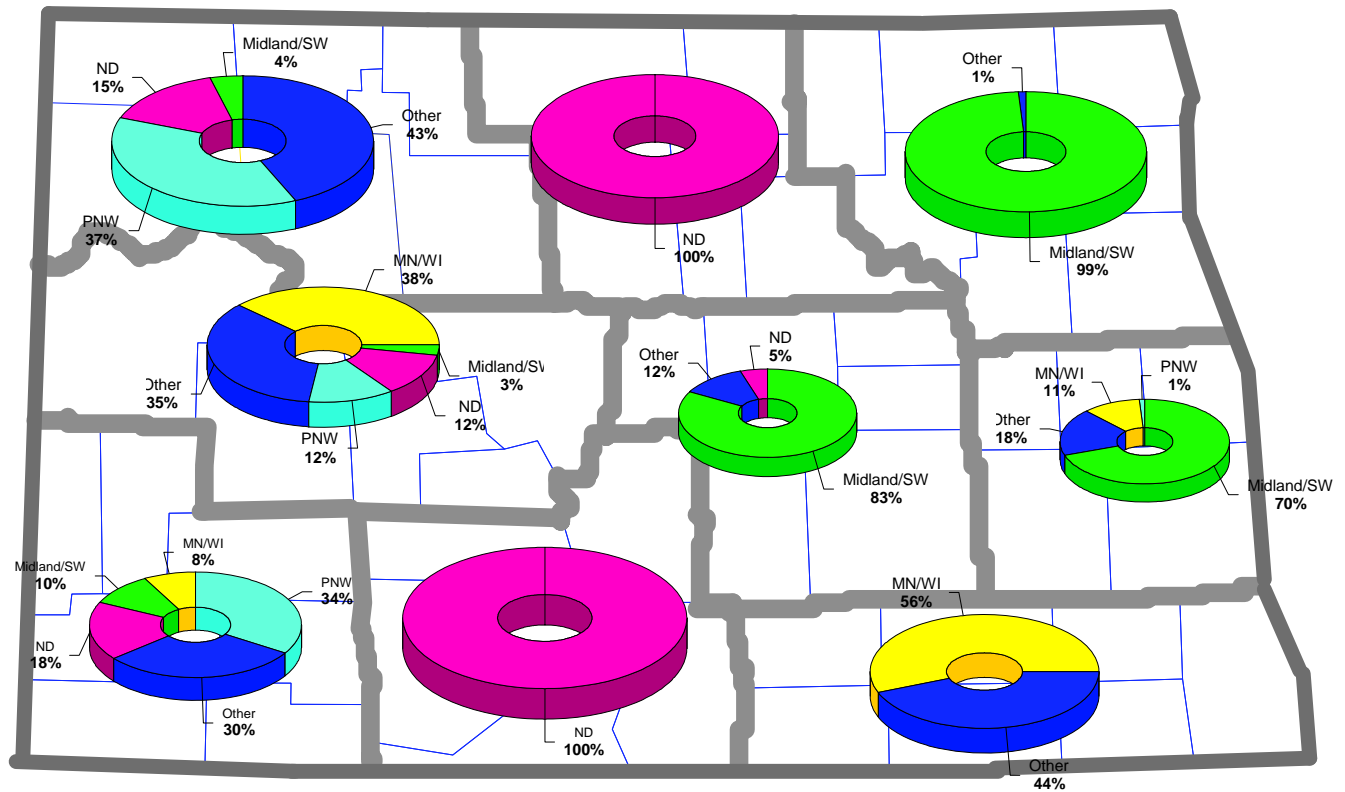 Midland/SW
4%
ND
15%
Other
43%
PNW
37%
ND
100%
Other
1%
Midland/SW
99%
MN/WI
38%
Midland/SW
3%
Other
35%
PNW
12%
ND
12%
Other
12%
ND
5%
Midland/SW
83%
MN/WI
11%
PNW
1%
Other
18%
Midland/SW
70%
MN/WI
8%
Midland/SW
10%
PNW
34%
ND
18%
Other
30%
ND
100%
MN/WI
56%
Other
44%